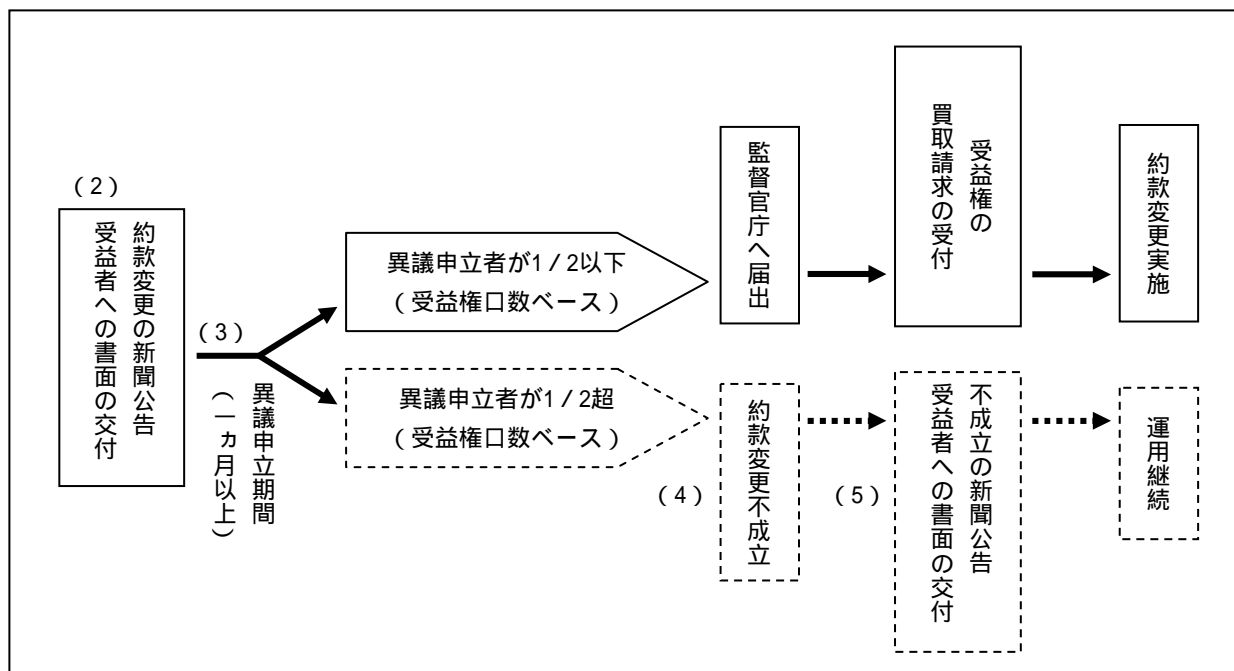 (2)
約款変更の新聞公告
受益者への書面の交付
(3)
異議申立期間
(一ヵ月以上)
異議申立者が1/2以下
(受益権口数ベース)
監督官庁へ届出
受益権の
買取請求の受付
約款変更実施
異議申立者が1/2超
(受益権口数ベース)
(4)
約款変更不成立
(5)
不成立の新聞公告
受益者への書面の交付
運用継続